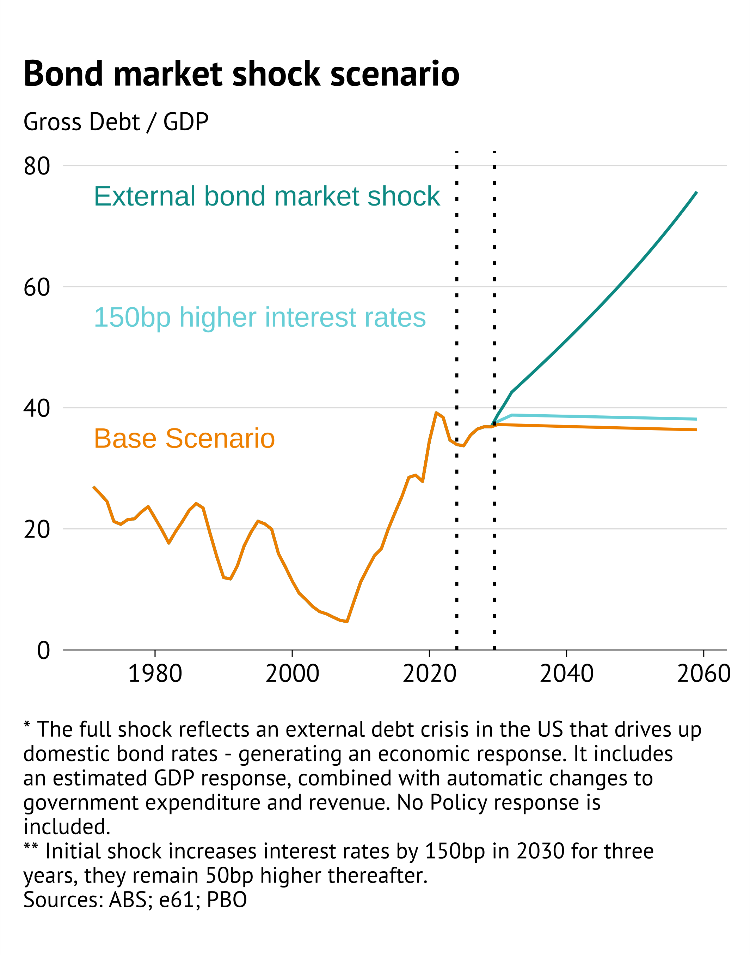 Bond market shock scenario
Gross Debt / GDP
80
External bond market shock
60
150bp higher interest rates
40
Base Scenario
20
0
1980
2000
2020
2040
2060
* The full shock reflects an external debt crisis in the US that drives up
domestic bond rates - generating an economic response. It includes
an estimated GDP response, combined with automatic changes to
government expenditure and revenue. No Policy response is
included.
** Initial shock increases interest rates by 150bp in 2030 for three
years, they remain 50bp higher thereafter.
Sources: ABS; e61; PBO